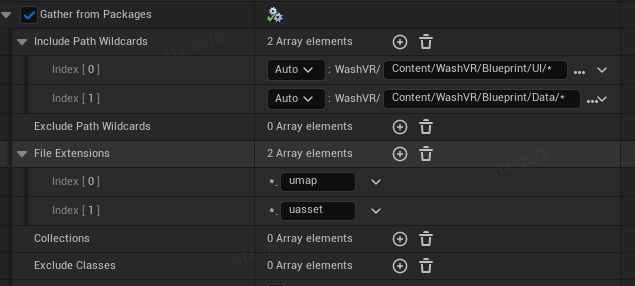 Gather from Packages
Include Path Wildcards 2 Array elements
Index [ 0 ] Auto : WashVR/ Content/WashVR/Blueprint/UI/* ...
Index [ 1 ] Auto : WashVR/ Content/WashVR/Blueprint/Data/* ...
Exclude Path Wildcards 0 Array elements
File Extensions 2 Array elements
Index [ 0 ] *. umap
Index [ 1 ] *. uasset
Collections 0 Array elements
Exclude Classes 0 Array elements